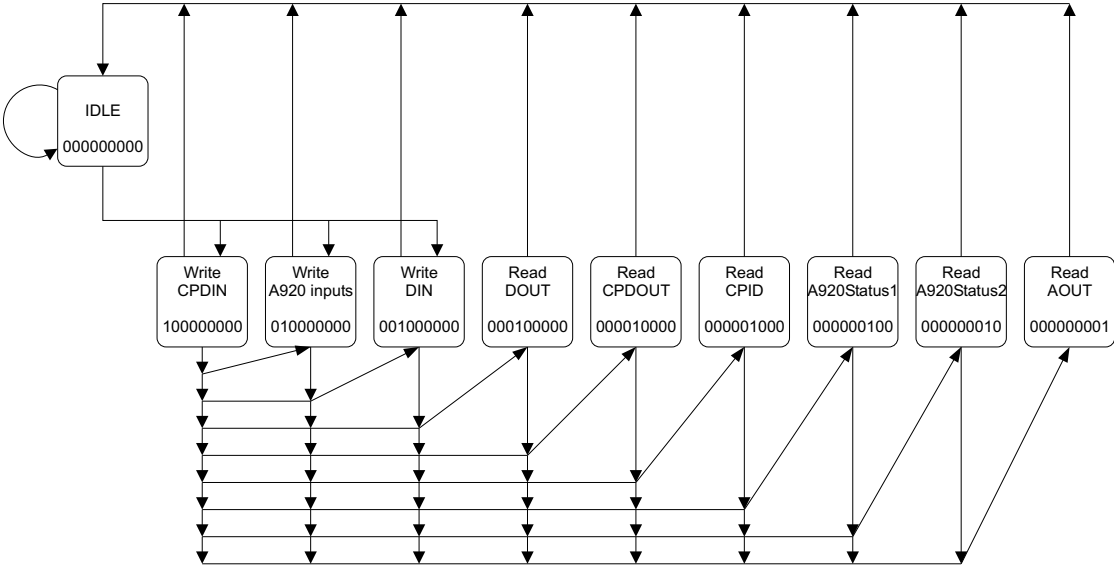 IDLE
000000000
Write
CPDIN
100000000
Write
A920 inputs
010000000
Write
DIN
001000000
Read
DOUT
000100000
Read
CPDOUT
000010000
Read
CPID
000001000
Read
A920Status1
000000100
Read
A920Status2
000000010
Read
AOUT
000000001